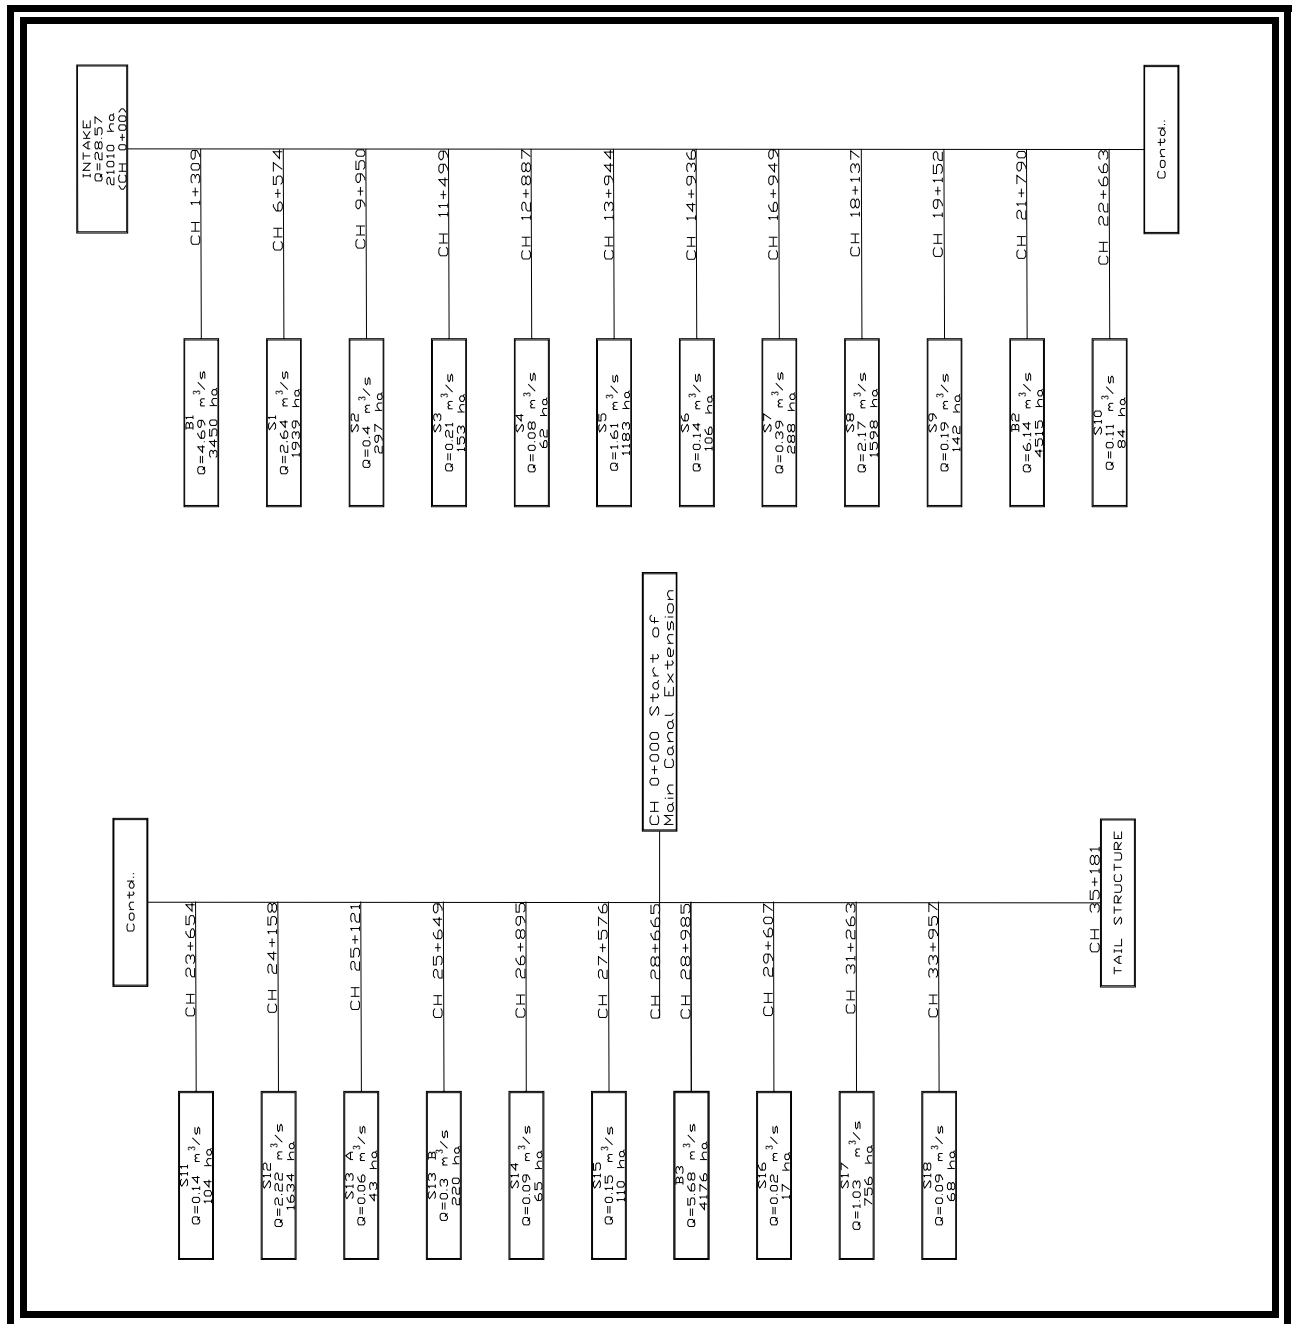 INTAKE
Q=28.57
21010 ha
(CH 0+00)
CH 1+309
CH 6+574
CH 9+950
CH 11+499
CH 12+887
CH 13+944
CH 14+936
CH 16+949
CH 18+137
CH 19+152
CH 21+790
CH 22+663
Contd..
B1
Q=4.69 m³/s
3450 ha
S1
Q=2.64 m³/s
1939 ha
S2
Q=0.4 m³/s
297 ha
S3
Q=0.21 m³/s
153 ha
S4
Q=0.08 m³/s
62 ha
S5
Q=1.61 m³/s
1183 ha
S6
Q=0.14 m³/s
106 ha
S7
Q=0.39 m³/s
288 ha
S8
Q=2.17 m³/s
1598 ha
S9
Q=0.19 m³/s
142 ha
B2
Q=6.14 m³/s
4515 ha
S10
Q=0.11 m³/s
84 ha
CH 0+000 Start of
Main Canal Extension
Contd..
CH 23+654
CH 24+158
CH 25+121
CH 25+649
CH 26+895
CH 27+576
CH 28+665
CH 28+985
CH 29+607
CH 31+263
CH 33+957
CH 35+181
TAIL STRUCTURE
S11
Q=0.14 m³/s
104 ha
S12
Q=2.22 m³/s
1634 ha
S13 A
Q=0.06 m³/s
43 ha
S13 B
Q=0.3 m³/s
220 ha
S14
Q=0.09 m³/s
65 ha
S15
Q=0.15 m³/s
110 ha
B3
Q=5.68 m³/s
4176 ha
S16
Q=0.02 m³/s
17 ha
S17
Q=1.03 m³/s
756 ha
S18
Q=0.09 m³/s
68 ha